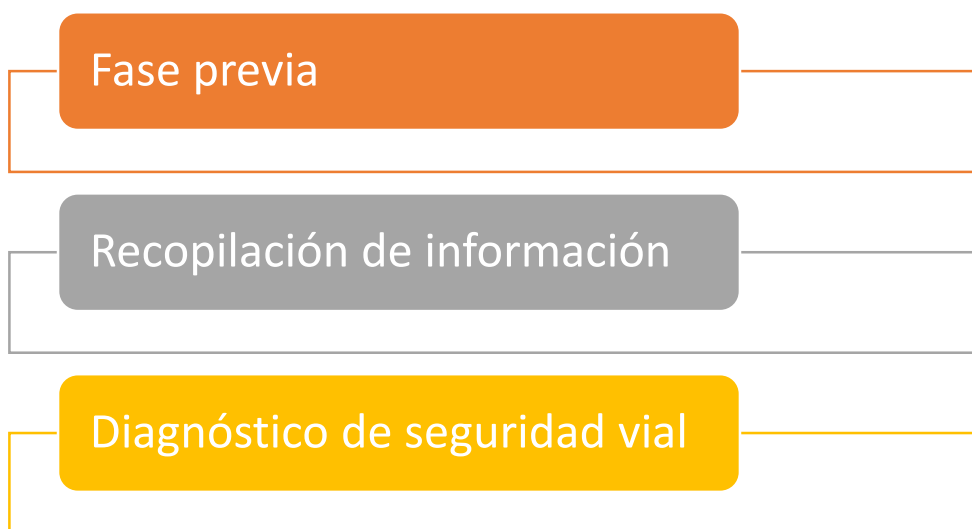 Fase previa
Recopilación de información
Diagnóstico de seguridad vial